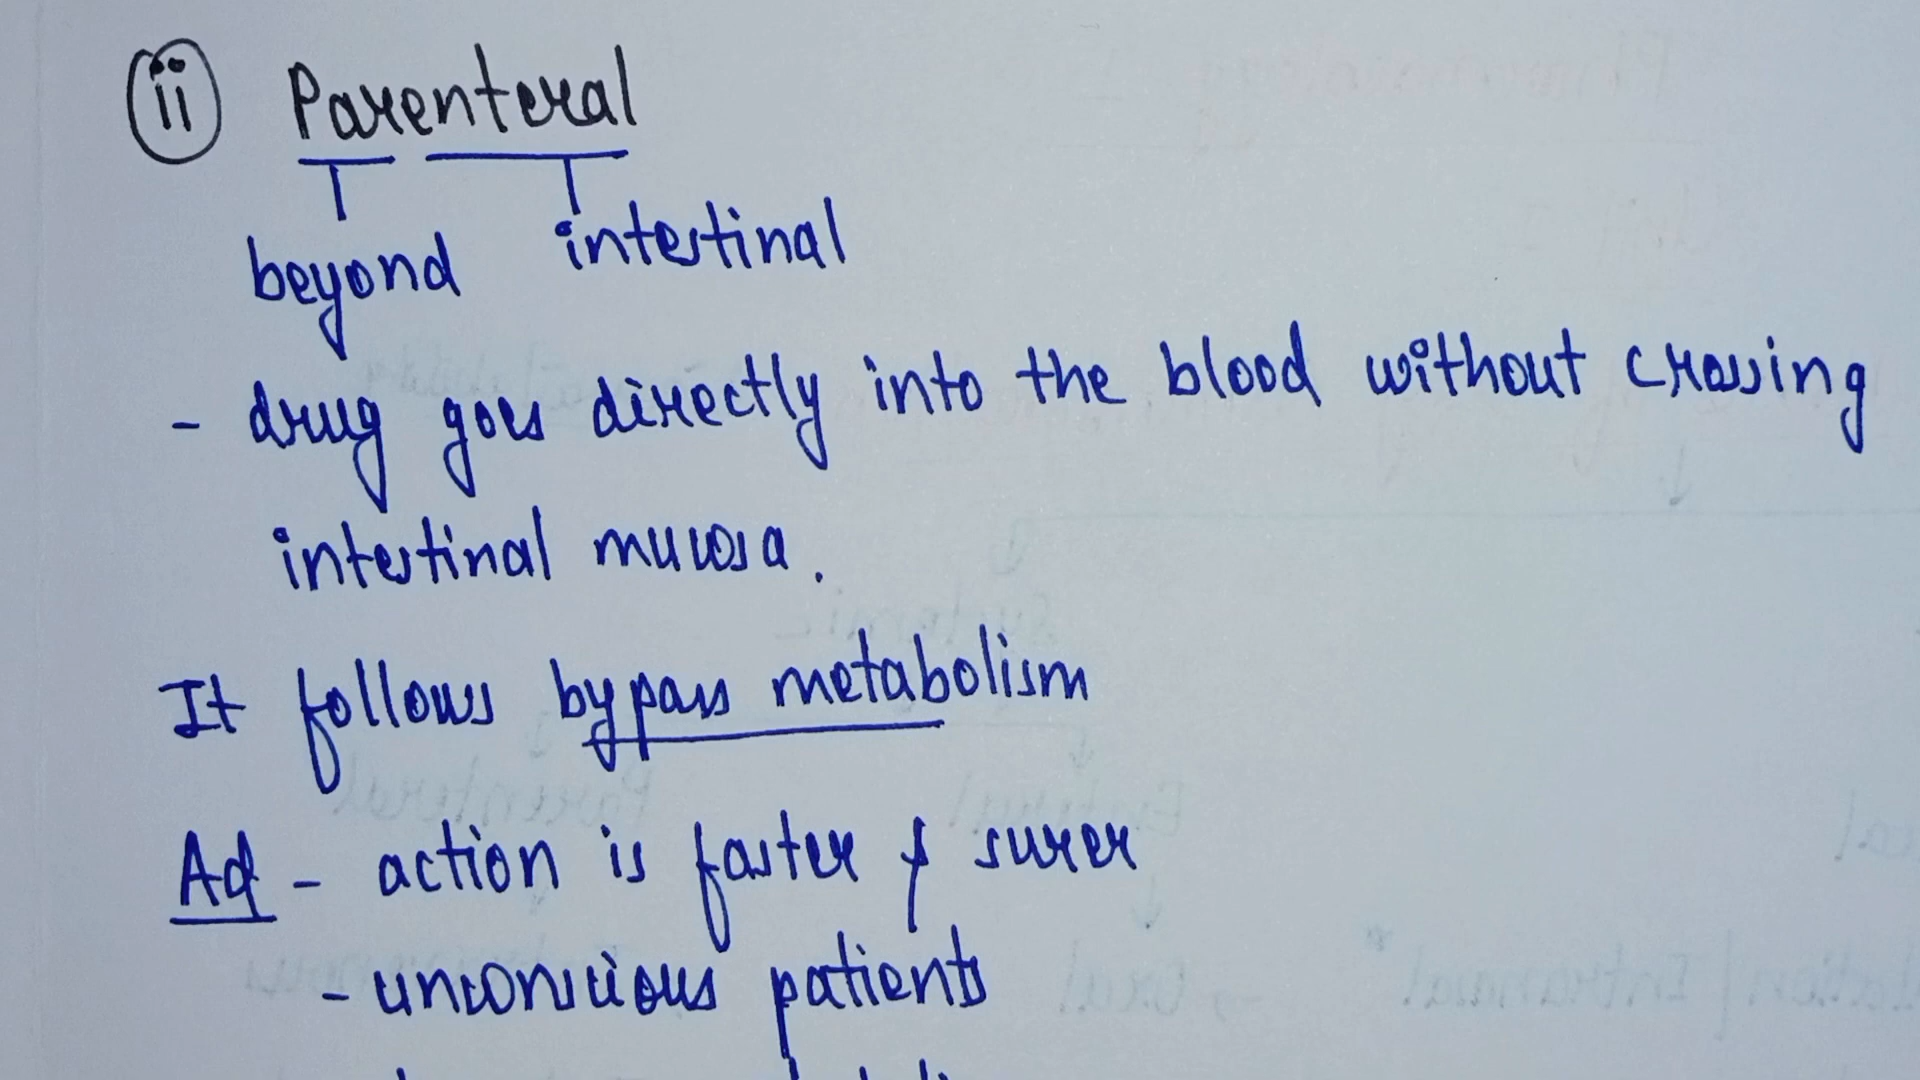 ii Parenteral
beyond intestinal
- drug goes directly into the blood without crossing
intestinal mucosa.
It follows bypass metabolism
Ad - action is faster & surer
- unconscious patients